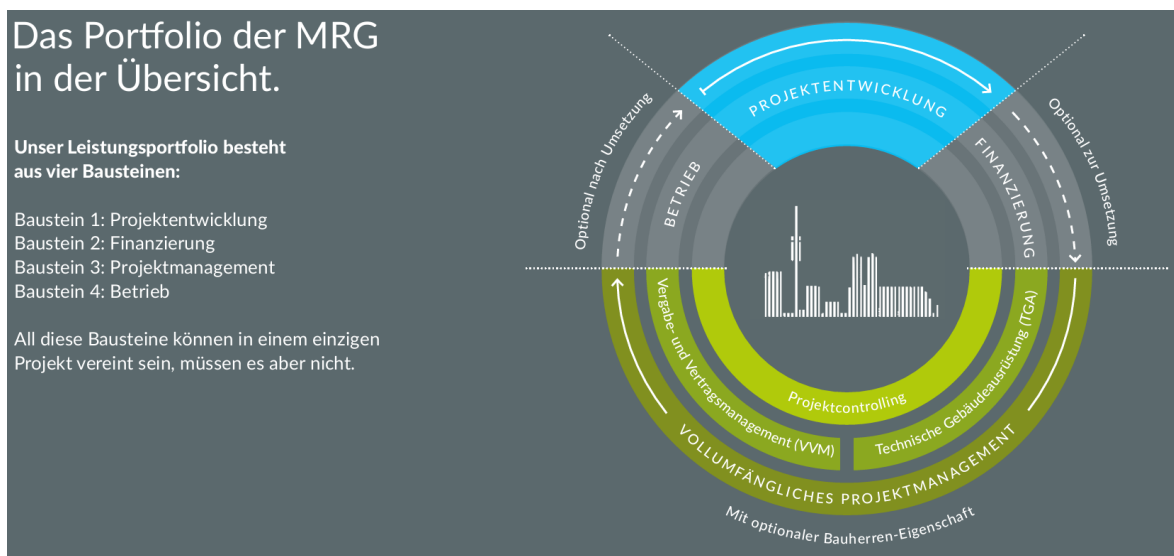 Das Portfolio der MRG
in der Übersicht.
Unser Leistungsportfolio besteht
aus vier Bausteinen:
Baustein 1: Projektentwicklung
Baustein 2: Finanzierung
Baustein 3: Projektmanagement
Baustein 4: Betrieb
All diese Bausteine können in einem einzigen
Projekt vereint sein, müssen es aber nicht.
PROJEKTENTWICKLUNG
Optional nach Umsetzung
BETRIEB
FINANZIERUNG
Optional zur Umsetzung
Vergabe- und Vertragsmanagement (VVM)
Technische Gebäudeausrüstung (TGA)
Projektcontrolling
VOLLUMFÄNGLICHES PROJEKTMANAGEMENT
Mit optionaler Bauherren-Eigenschaft